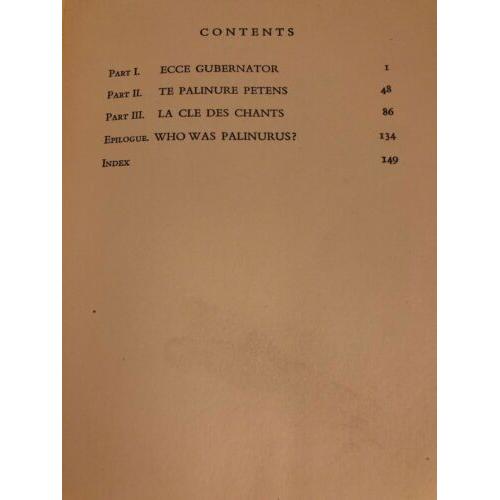 CONTENTS
PART I. ECCE GUBERNATOR 1
PART II. TE PALINURE PETENS 48
PART III. LA CLE DES CHANTS 86
EPILOGUE. WHO WAS PALINURUS? 134
INDEX 149